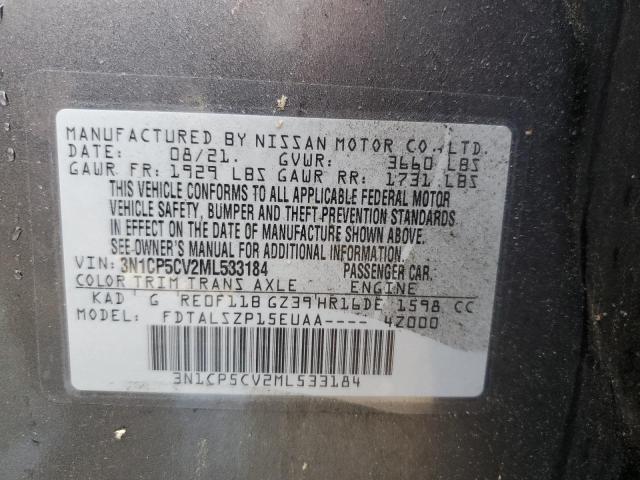 MANUFACTURED BY NISSAN MOTOR CO.,LTD.
DATE: 08/21. GVWR: 3660 LBS
GAWR FR: 1929 LBS GAWR RR: 1731 LBS
THIS VEHICLE CONFORMS TO ALL APPLICABLE FEDERAL MOTOR
VEHICLE SAFETY, BUMPER AND THEFT PREVENTION STANDARDS
IN EFFECT ON THE DATE OF MANUFACTURE SHOWN ABOVE.
SEE OWNER'S MANUAL FOR ADDITIONAL INFORMATION.
VIN: 3N1CP5CV2ML533184 PASSENGER CAR.
COLOR TRIM TRANS AXLE ENGINE
KAD G RE0F11B GZ39 HR16DE 1598 CC
MODEL: FDTALSZP15EUAA---- 42000
3N1CP5CV2ML533184